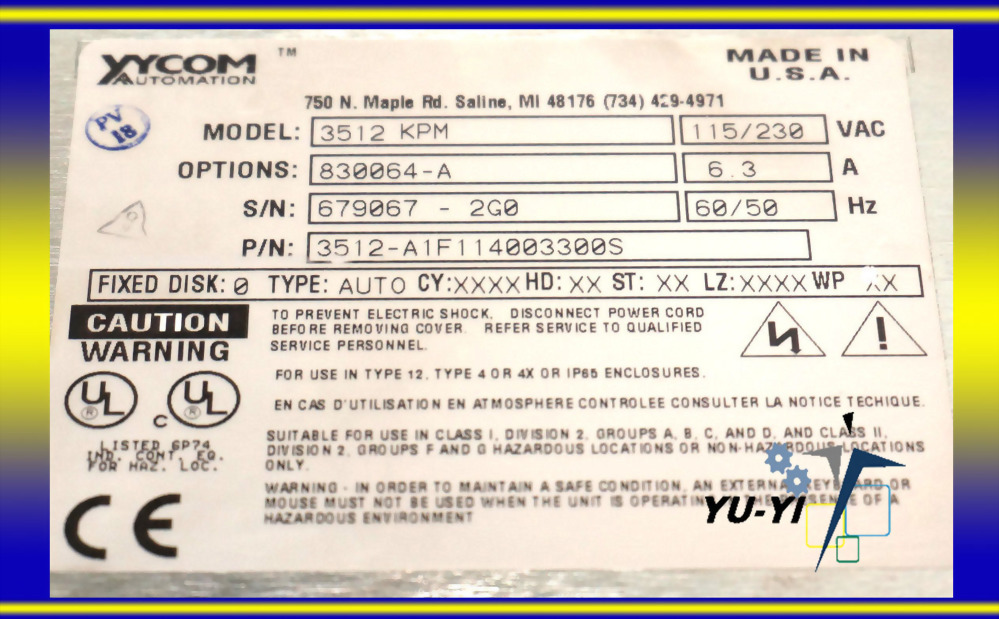 XYCOM
AUTOMATION
™
MADE IN
U.S.A.
750 N. Maple Rd. Saline, MI 48176 (734) 429-4971
PV
18
MODEL: 3512 KPM 115/230 VAC
OPTIONS: 830064-A 6.3 A
S/N: 679067 - 2G0 60/50 Hz
P/N: 3512-A1F114003300S
FIXED DISK: 0 TYPE: AUTO CY:XXXX HD: XX ST: XX LZ:XXXX WP XX
CAUTION
WARNING
TO PREVENT ELECTRIC SHOCK, DISCONNECT POWER CORD
BEFORE REMOVING COVER. REFER SERVICE TO QUALIFIED
SERVICE PERSONNEL.
FOR USE IN TYPE 12, TYPE 4 OR 4X OR IP65 ENCLOSURES.
EN CAS D'UTILISATION EN ATMOSPHERE CONTROLEE CONSULTER LA NOTICE TECHIQUE.
UL
®
C
UL
®
LISTED 6P74
IND. CONT. EQ.
FOR HAZ. LOC.
SUITABLE FOR USE IN CLASS I, DIVISION 2, GROUPS A, B, C, AND D, AND CLASS II,
DIVISION 2, GROUPS F AND G HAZARDOUS LOCATIONS OR NON-HAZARDOUS LOCATIONS
ONLY.
WARNING - IN ORDER TO MAINTAIN A SAFE CONDITION, AN EXTERNAL KEYBOARD OR
MOUSE MUST NOT BE USED WHEN THE UNIT IS OPERATING IN THE PRESENSE OF A
HAZARDOUS ENVIRONMENT
CE
YU-YI